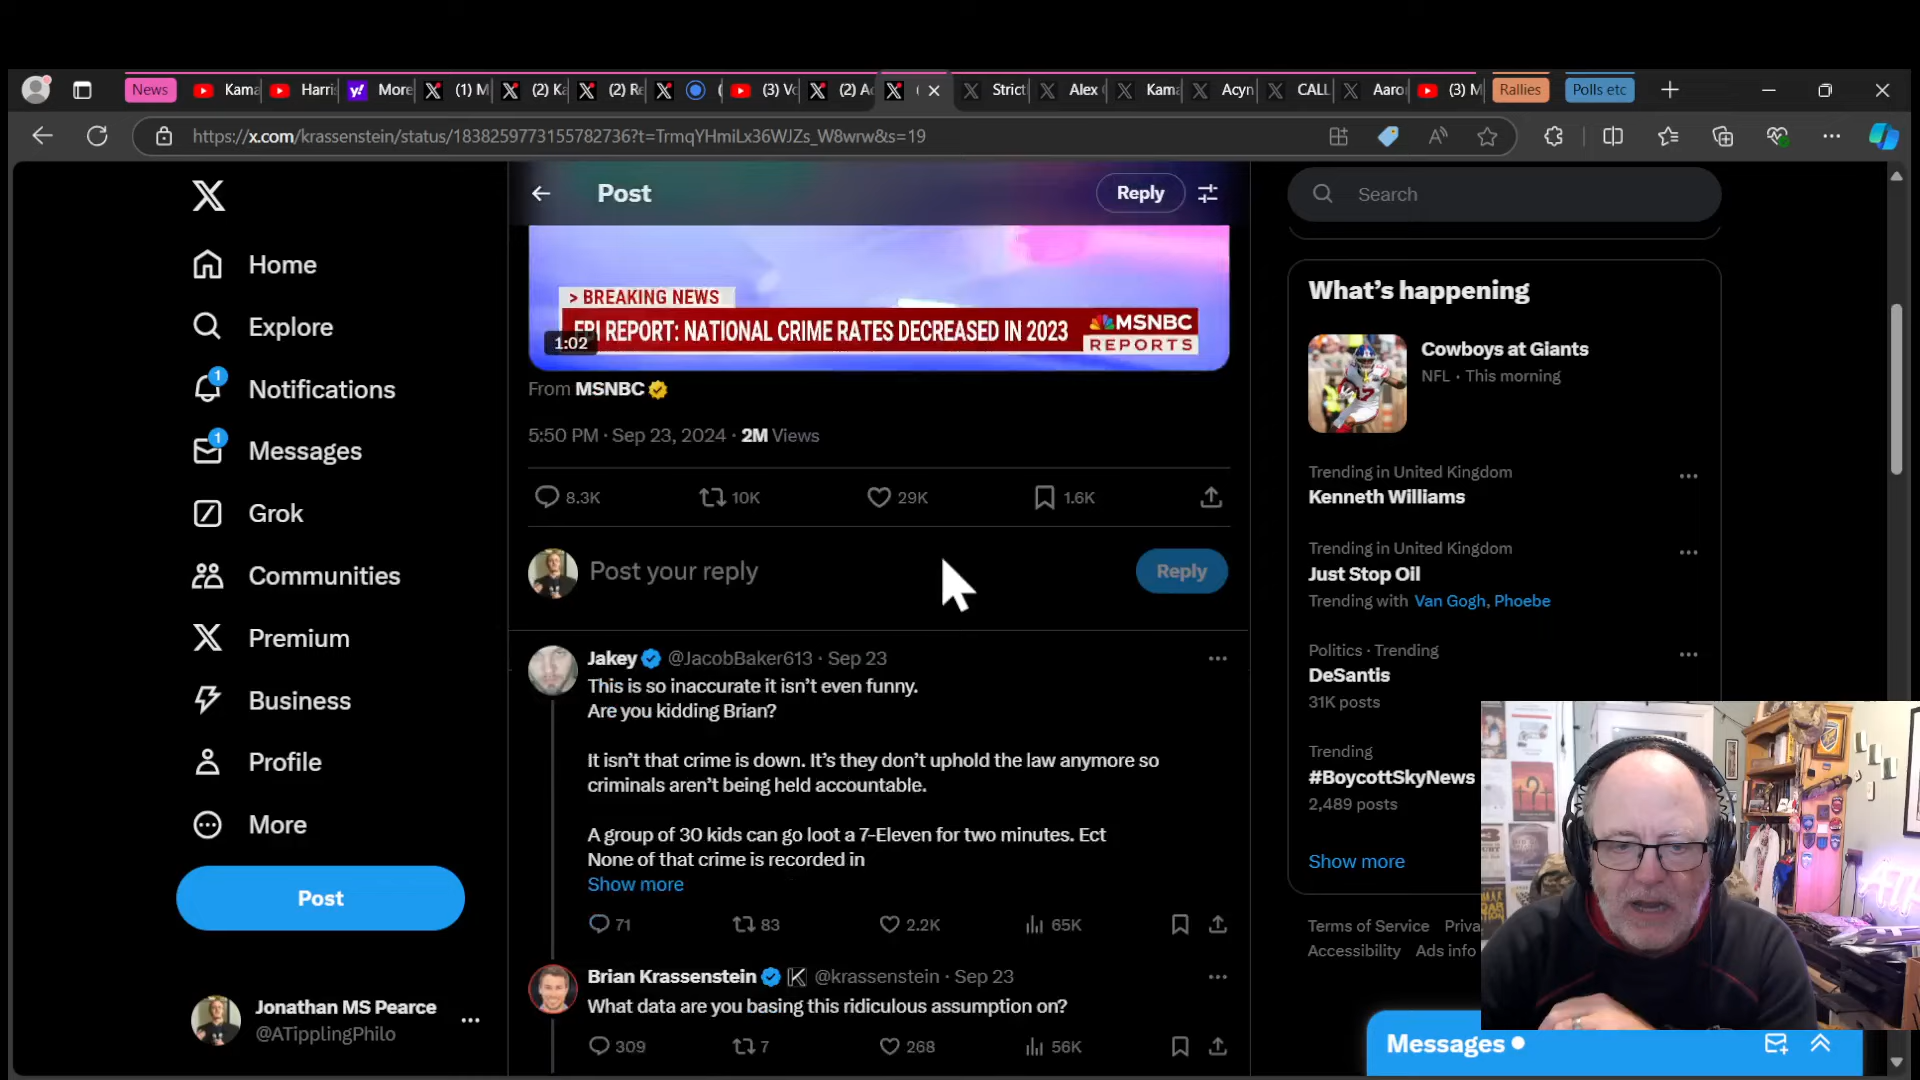 News
Kama
Harris
More
(1) M
(2) Ka
(2) Re
(
(3) Vo
(2) Ac
(
Strict
Alex
Kama
Acyn
CALL
Aaro
(3) M
Rallies
Polls etc
https://x.com/krassenstein/status/1838259773155782736?t=TrmqYHmiLx36WJZs_W8wrw&s=19
Home
Explore
1
Notifications
1
Messages
Grok
Communities
Premium
Business
Profile
More
Post
Jonathan MS Pearce
@ATipplingPhilo
Post
Reply
> BREAKING NEWS
FBI REPORT: NATIONAL CRIME RATES DECREASED IN 2023
MSNBC
REPORTS
1:02
From MSNBC
5:50 PM · Sep 23, 2024 · 2M Views
8.3K
10K
29K
1.6K
Post your reply
Reply
Jakey @JacobBaker613 · Sep 23
This is so inaccurate it isn't even funny.
Are you kidding Brian?
It isn't that crime is down. It's they don't uphold the law anymore so
criminals aren't being held accountable.
A group of 30 kids can go loot a 7-Eleven for two minutes. Ect
None of that crime is recorded in
Show more
71
83
2.2K
65K
Brian Krassenstein @krassenstein · Sep 23
What data are you basing this ridiculous assumption on?
309
7
268
56K
Search
What's happening
Cowboys at Giants
NFL · This morning
Trending in United Kingdom
Kenneth Williams
Trending in United Kingdom
Just Stop Oil
Trending with Van Gogh, Phoebe
Politics · Trending
DeSantis
31K posts
Trending
#BoycottSkyNews
2,489 posts
Show more
Terms of Service Priva
Accessibility Ads info
Messages